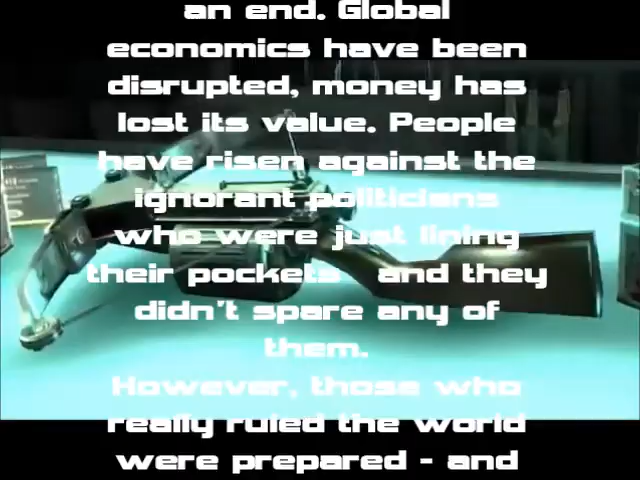 an end. Global
economics have been
disrupted, money has
lost its value. People
have risen against the
ignorant politicians
who were just lining
their pockets and they
didn't spare any of
them.
However, those who
really ruled the world
were prepared - and